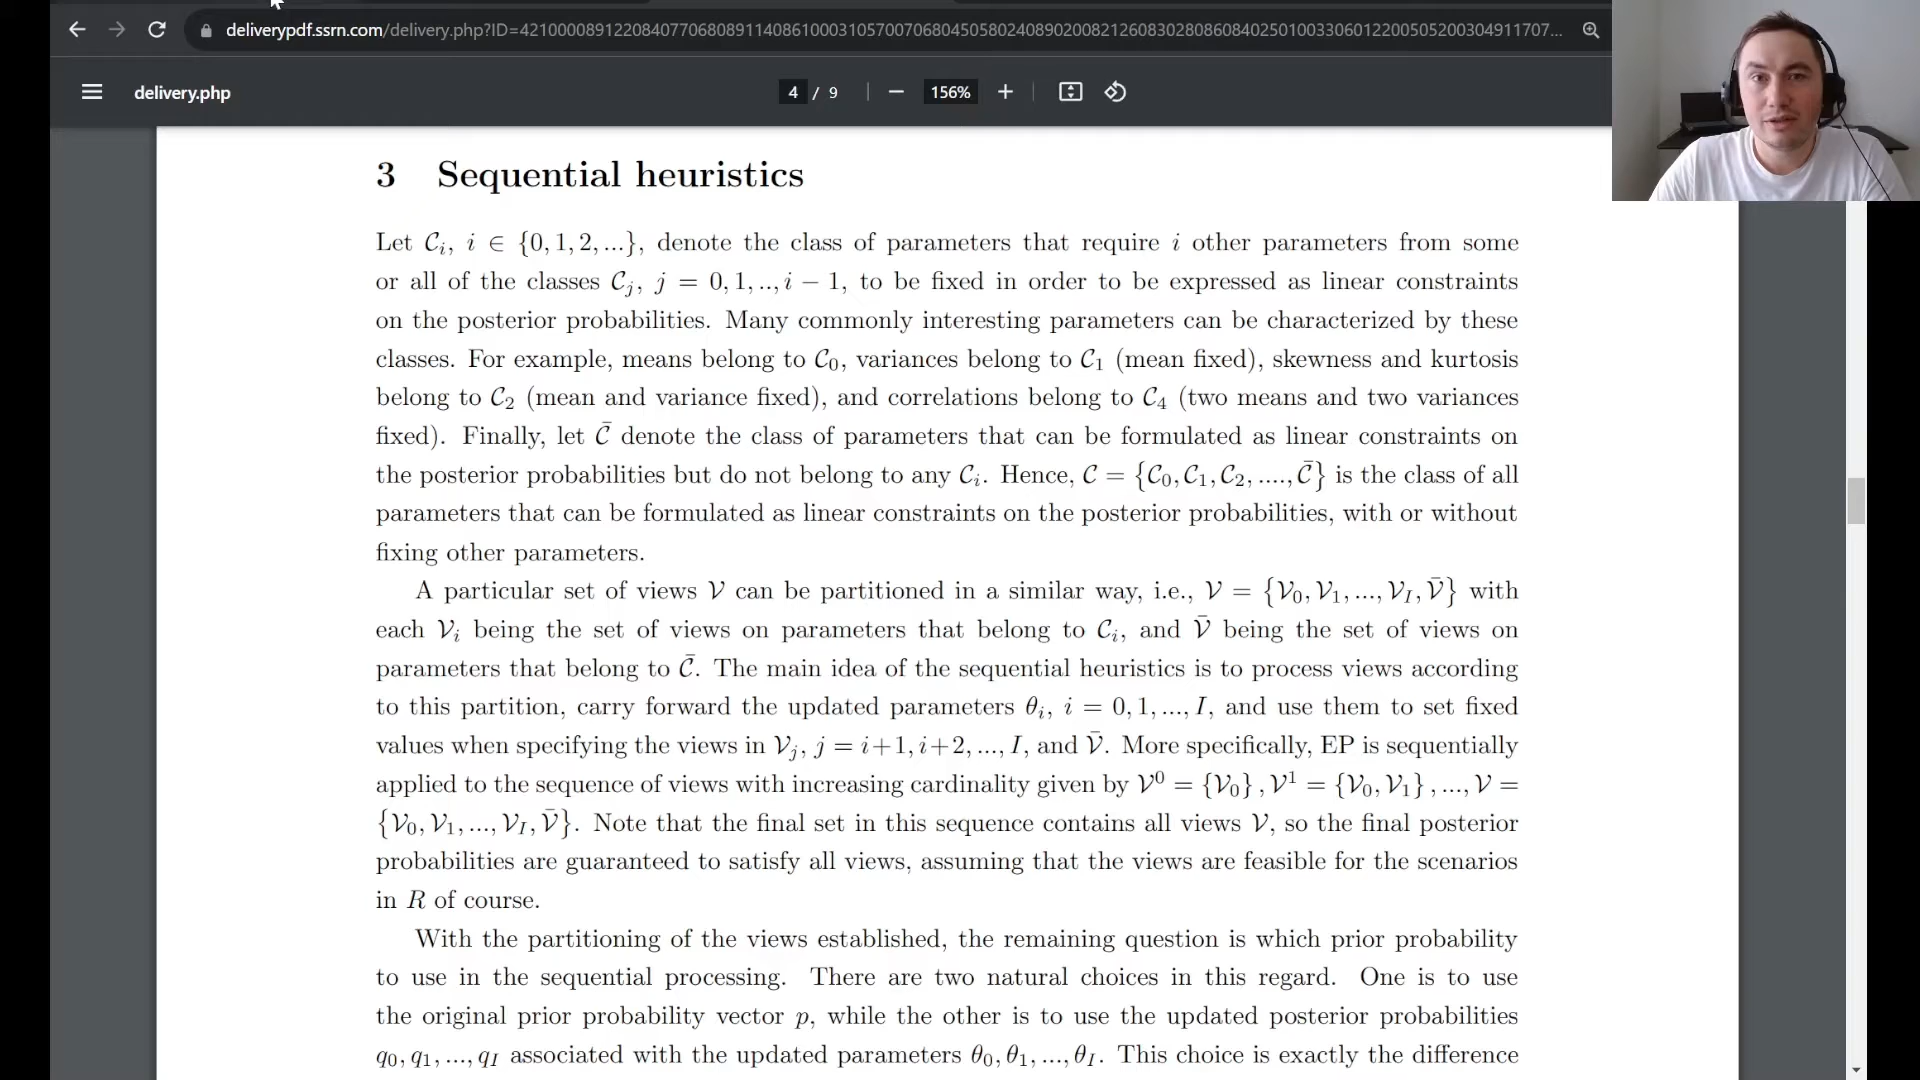 deliverypdf.ssrn.com/delivery.php?ID=42100008912208407706808911408610003105700706804505802408902008212608302808608402501003306012200505200304911707...
delivery.php
4 / 9
156%
3 Sequential heuristics
Let 𝒞ᵢ, i ∈ {0, 1, 2, ...}, denote the class of parameters that require i other parameters from some
or all of the classes 𝒞ⱼ, j = 0, 1, .., i − 1, to be fixed in order to be expressed as linear constraints
on the posterior probabilities. Many commonly interesting parameters can be characterized by these
classes. For example, means belong to 𝒞₀, variances belong to 𝒞₁ (mean fixed), skewness and kurtosis
belong to 𝒞₂ (mean and variance fixed), and correlations belong to 𝒞₄ (two means and two variances
fixed). Finally, let 𝒞̄ denote the class of parameters that can be formulated as linear constraints on
the posterior probabilities but do not belong to any 𝒞ᵢ. Hence, 𝒞 = {𝒞₀, 𝒞₁, 𝒞₂, ...., 𝒞̄} is the class of all
parameters that can be formulated as linear constraints on the posterior probabilities, with or without
fixing other parameters.
A particular set of views 𝒱 can be partitioned in a similar way, i.e., 𝒱 = {𝒱₀, 𝒱₁, ..., 𝒱_I, 𝒱̄} with
each 𝒱ᵢ being the set of views on parameters that belong to 𝒞ᵢ, and 𝒱̄ being the set of views on
parameters that belong to 𝒞̄. The main idea of the sequential heuristics is to process views according
to this partition, carry forward the updated parameters θᵢ, i = 0, 1, ..., I, and use them to set fixed
values when specifying the views in 𝒱ⱼ, j = i+1, i+2, ..., I, and 𝒱̄. More specifically, EP is sequentially
applied to the sequence of views with increasing cardinality given by 𝒱⁰ = {𝒱₀}, 𝒱¹ = {𝒱₀, 𝒱₁}, ..., 𝒱 =
{𝒱₀, 𝒱₁, ..., 𝒱_I, 𝒱̄}. Note that the final set in this sequence contains all views 𝒱, so the final posterior
probabilities are guaranteed to satisfy all views, assuming that the views are feasible for the scenarios
in R of course.
With the partitioning of the views established, the remaining question is which prior probability
to use in the sequential processing. There are two natural choices in this regard. One is to use
the original prior probability vector p, while the other is to use the updated posterior probabilities
q₀, q₁, ..., q_I associated with the updated parameters θ₀, θ₁, ..., θ_I. This choice is exactly the difference